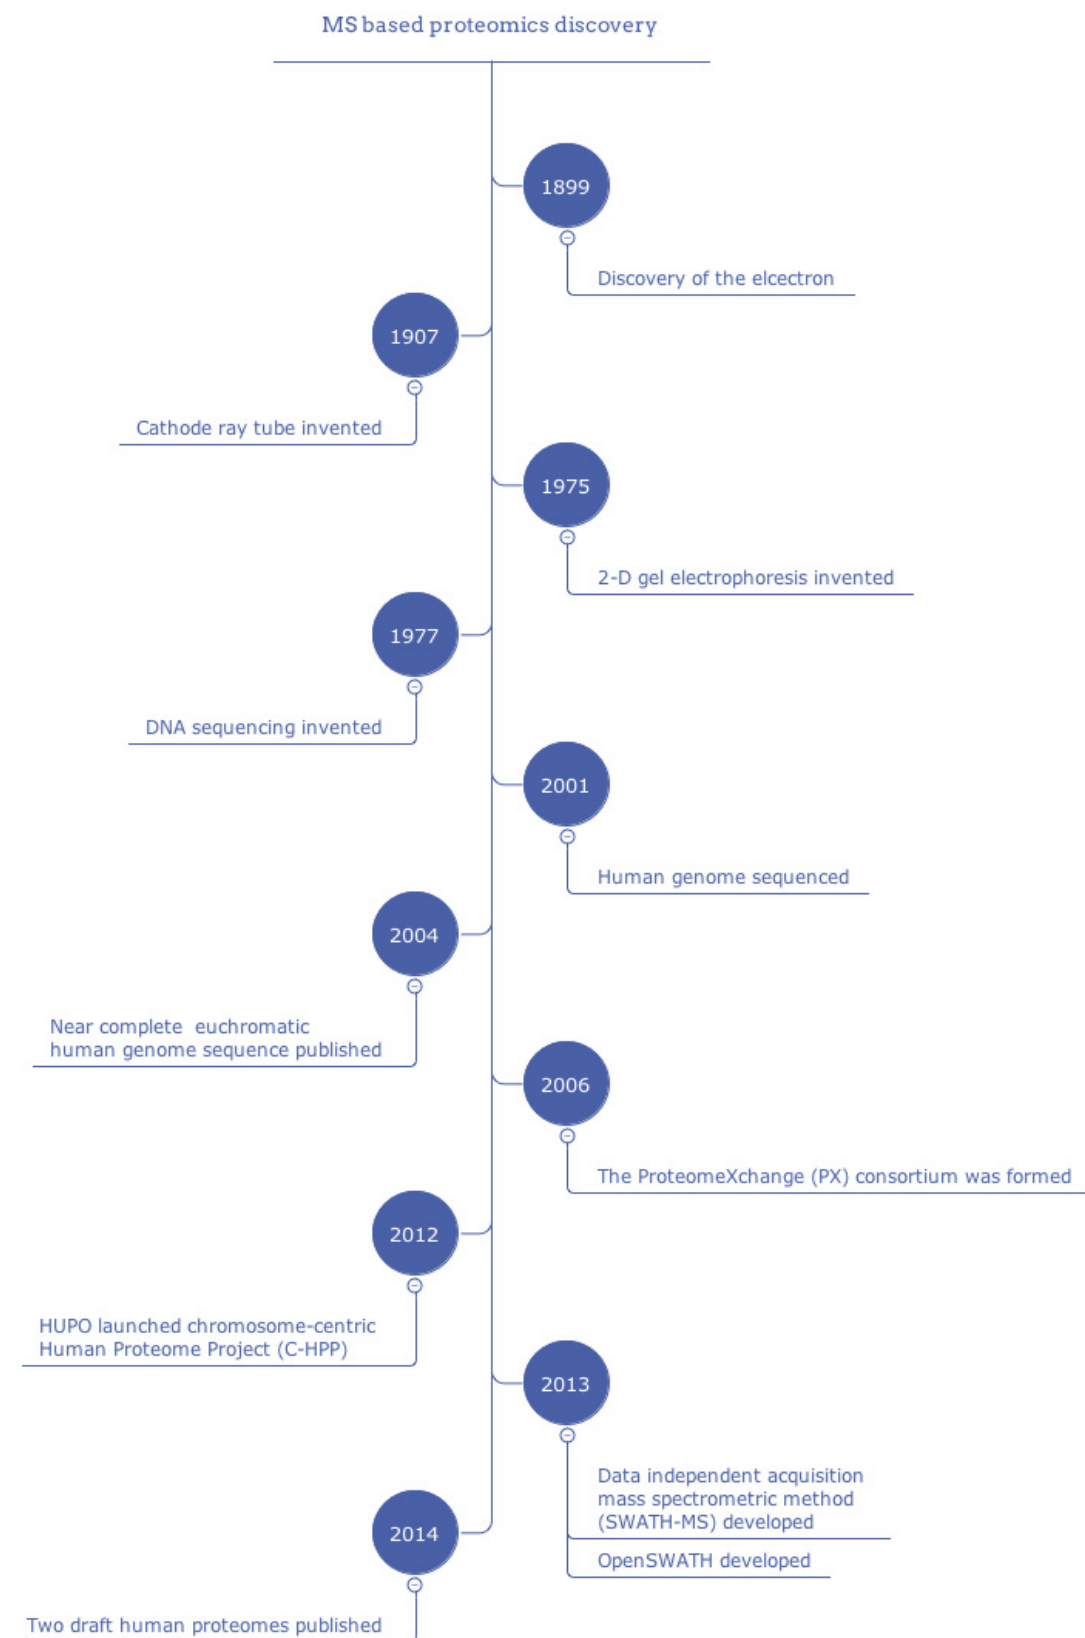 MS based proteomics discovery
1899
Discovery of the elcectron
1907
Cathode ray tube invented
1975
2-D gel electrophoresis invented
1977
DNA sequencing invented
2001
Human genome sequenced
2004
Near complete euchromatic
human genome sequence published
2006
The ProteomeXchange (PX) consortium was formed
2012
HUPO launched chromosome-centric
Human Proteome Project (C-HPP)
2013
Data independent acquisition
mass spectrometric method
(SWATH-MS) developed
OpenSWATH developed
2014
Two draft human proteomes published